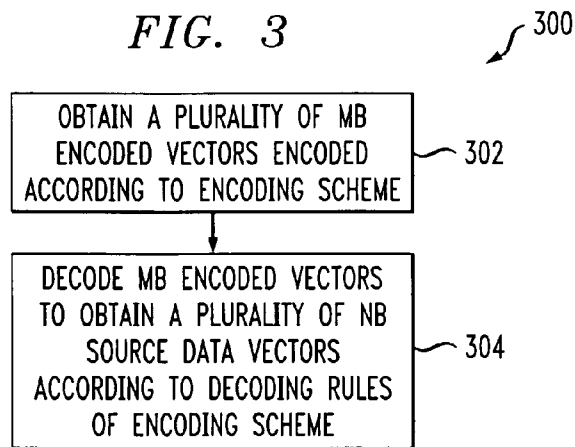 FIG. 3
300
OBTAIN A PLURALITY OF MB
ENCODED VECTORS ENCODED
ACCORDING TO ENCODING SCHEME
302
DECODE MB ENCODED VECTORS
TO OBTAIN A PLURALITY OF NB
SOURCE DATA VECTORS
ACCORDING TO DECODING RULES
OF ENCODING SCHEME
304